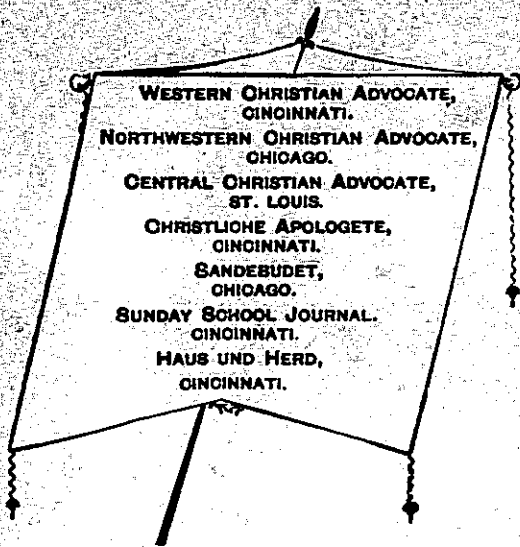 WESTERN CHRISTIAN ADVOCATE,
CINCINNATI.
NORTHWESTERN CHRISTIAN ADVOCATE,
CHICAGO.
CENTRAL CHRISTIAN ADVOCATE,
ST. LOUIS.
CHRISTLICHE APOLOGETE,
CINCINNATI.
SANDEBUDET,
CHICAGO.
SUNDAY SCHOOL JOURNAL.
CINCINNATI.
HAUS UND HERD,
CINCINNATI.